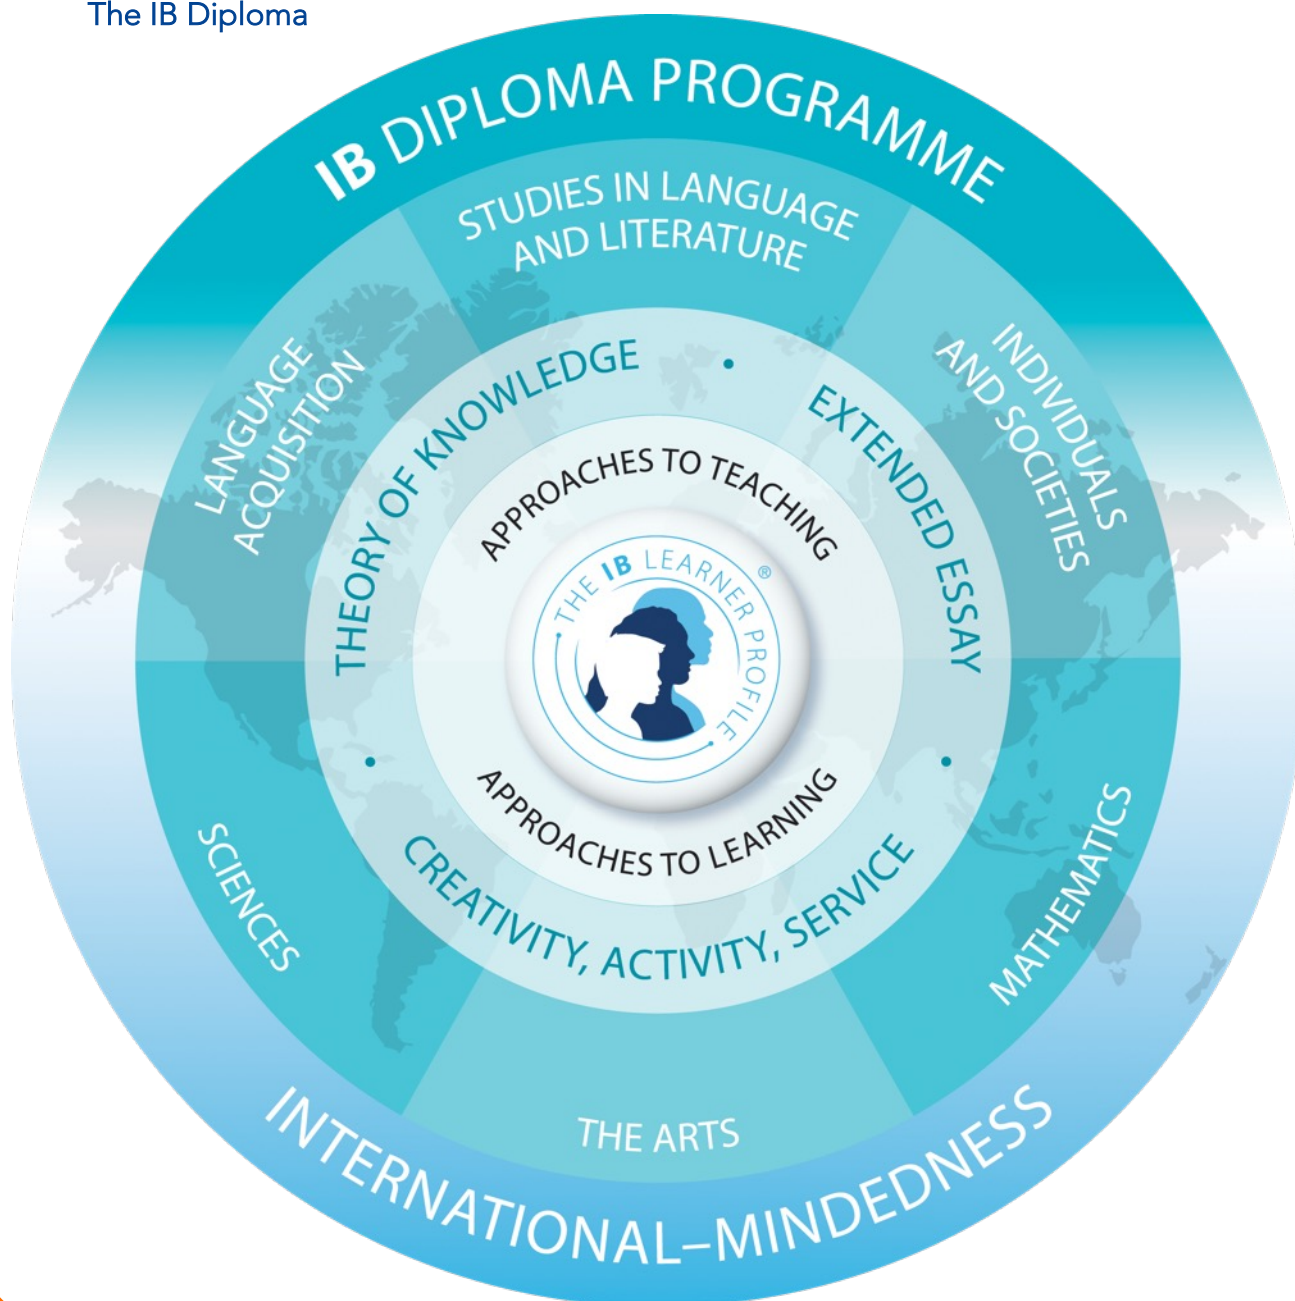 The IB Diploma
IB DIPLOMA PROGRAMME
STUDIES IN LANGUAGE
AND LITERATURE
LANGUAGE
ACQUISITION
INDIVIDUALS
AND SOCIETIES
THEORY OF KNOWLEDGE
EXTENDED ESSAY
APPROACHES TO TEACHING
THE IB LEARNER PROFILE®
APPROACHES TO LEARNING
CREATIVITY, ACTIVITY, SERVICE
SCIENCES
MATHEMATICS
THE ARTS
INTERNATIONAL–MINDEDNESS